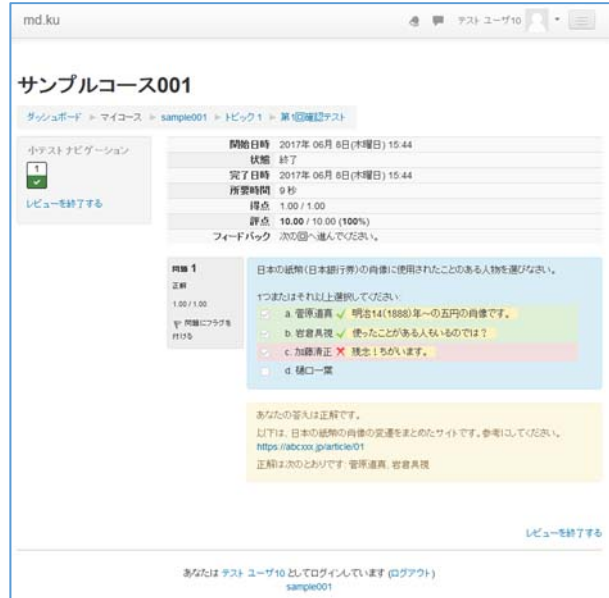 md.ku テスト ユーザ10
サンプルコース001
ダッシュボード ► マイコース ► sample001 ► トピック 1 ► 第1回確認テスト
小テストナビゲーション
1
レビューを終了する
開始日時 2017年 06月 8日(木曜日) 15:44
状態 終了
完了日時 2017年 06月 8日(木曜日) 15:44
所要時間 9 秒
得点 1.00 / 1.00
評点 10.00 / 10.00 (100%)
フィードバック 次の回へ進んでください。
問題 1
正解
1.00 / 1.00
問題にフラグを
付ける
日本の紙幣(日本銀行券)の肖像に使用されたことのある人物を選びなさい。
1つまたはそれ以上選択してください:
a. 菅原道真 ✓ 明治14(1888)年～の五円の肖像です。
b. 岩倉具視 ✓ 使ったことがある人もいるのでは？
c. 加藤清正 ✗ 残念！ちがいます。
d. 樋口一葉
あなたの答えは正解です。
以下は、日本の紙幣の肖像の変遷をまとめたサイトです。参考にしてください。
https://abcxxx.jp/article/01
正解は次のとおりです: 菅原道真, 岩倉具視
レビューを終了する
あなたは テスト ユーザ10 としてログインしています (ログアウト)
sample001